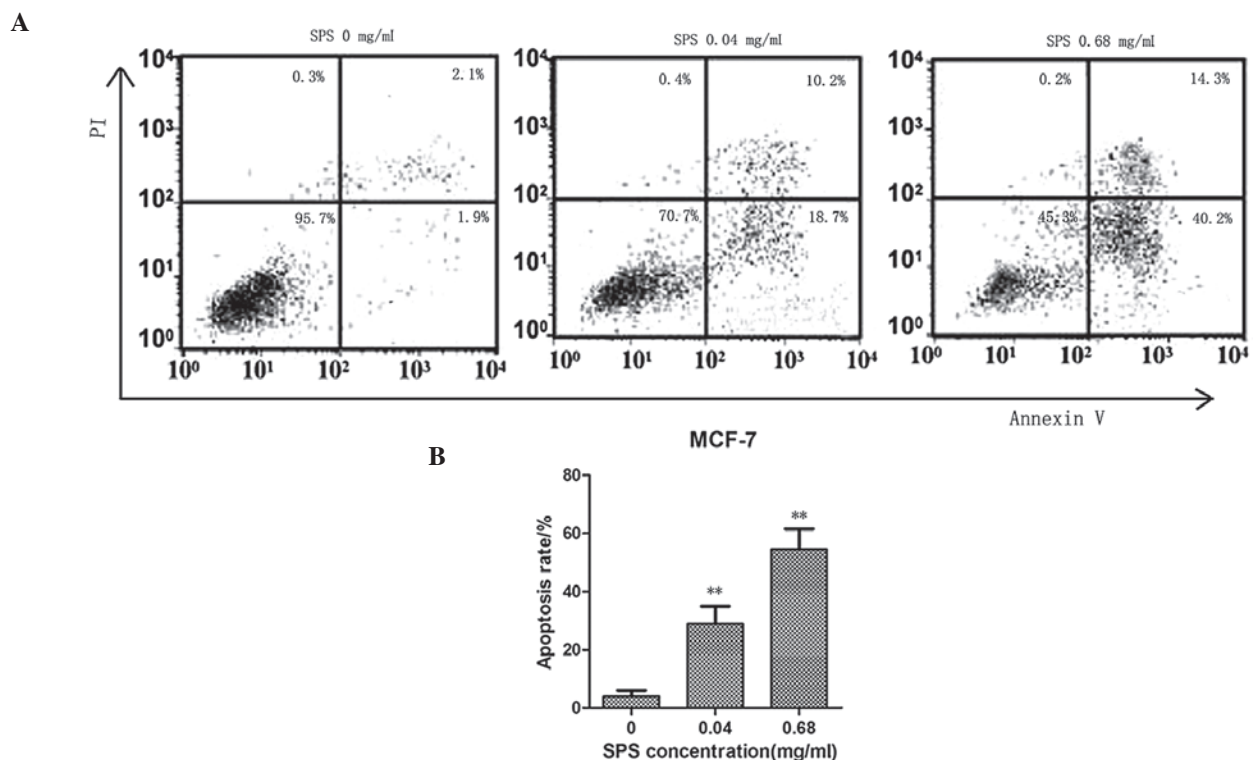 A
SPS 0 mg/ml
SPS 0.04 mg/ml
SPS 0.68 mg/ml
PI
10⁴
10³
10²
10¹
10⁰
0.3%
2.1%
95.7%
1.9%
10⁰ 10¹ 10² 10³ 10⁴
10⁴
10³
10²
10¹
10⁰
0.4%
10.2%
70.7%
18.7%
10⁰ 10¹ 10² 10³ 10⁴
10⁴
10³
10²
10¹
10⁰
0.2%
14.3%
45.3%
40.2%
10⁰ 10¹ 10² 10³ 10⁴
Annexin V
B
MCF-7
Apoptosis rate/%
80
60
40
20
0
**
**
0 0.04 0.68
SPS concentration(mg/ml)